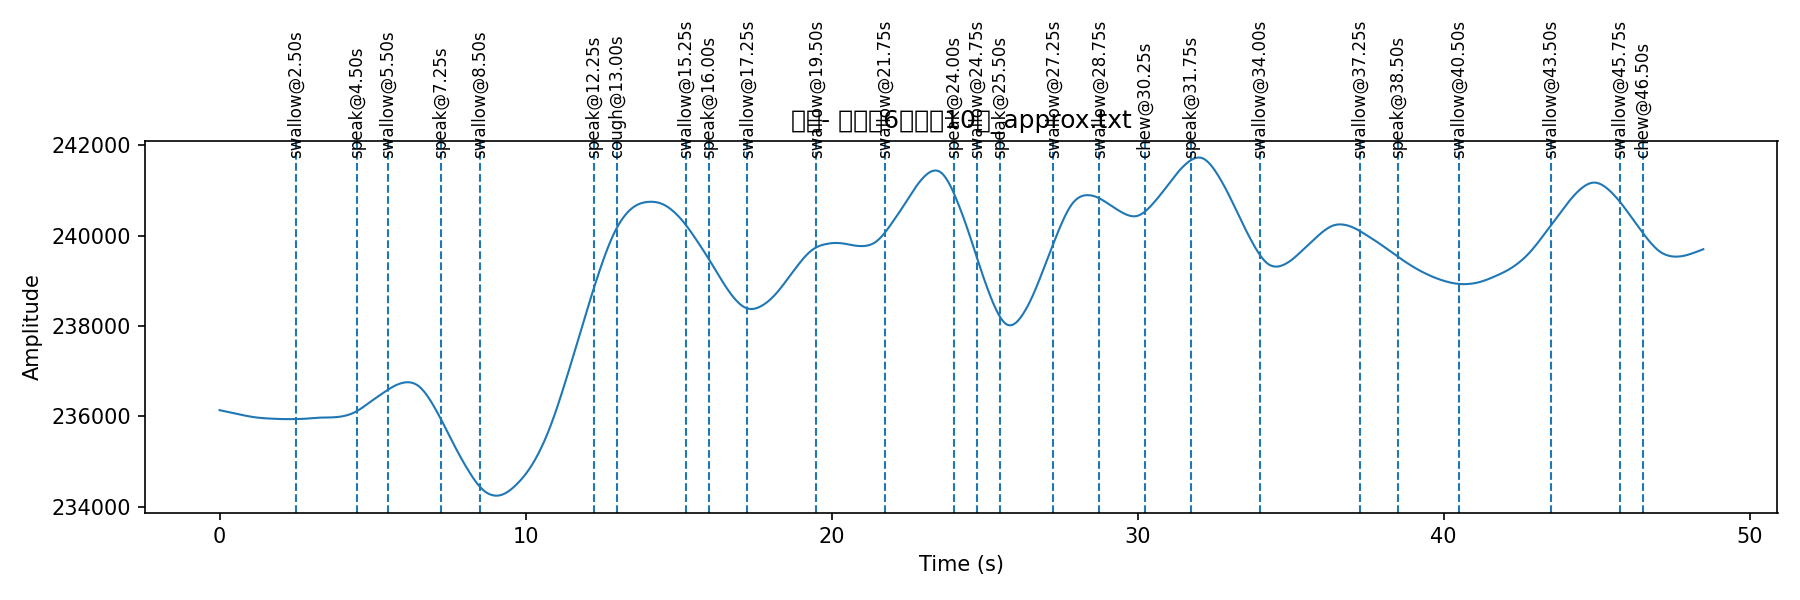 swallow@2.50s
speak@4.50s
swallow@5.50s
speak@7.25s
swallow@8.50s
speak@12.25s
cough@13.00s
swallow@15.25s
speak@16.00s
swallow@17.25s
swallow@19.50s
swallow@21.75s
speak@24.00s
swallow@24.75s
speak@25.50s
swallow@27.25s
swallow@28.75s
chew@30.25s
speak@31.75s
swallow@34.00s
swallow@37.25s
speak@38.50s
swallow@40.50s
swallow@43.50s
swallow@45.75s
chew@46.50s
- 6 10 _approx.txt
Amplitude
242000
240000
238000
236000
234000
0 10 20 30 40 50
Time (s)